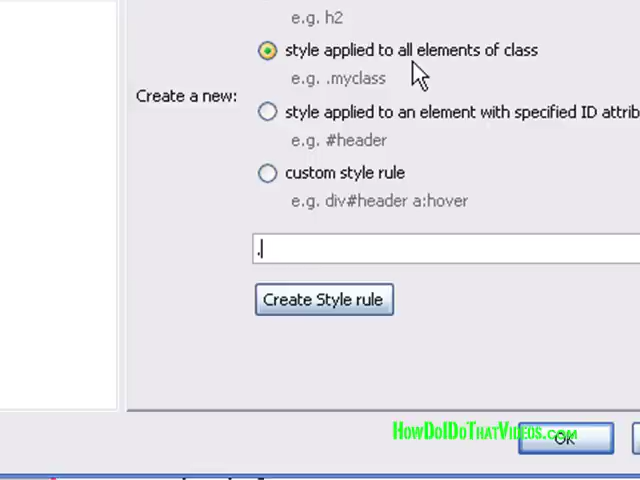 e.g. h2
style applied to all elements of class
e.g. .myclass
Create a new:
style applied to an element with specified ID attrib
e.g. #header
custom style rule
e.g. div#header a:hover
.
Create Style rule
HowDoIDoThatVideos.com
OK